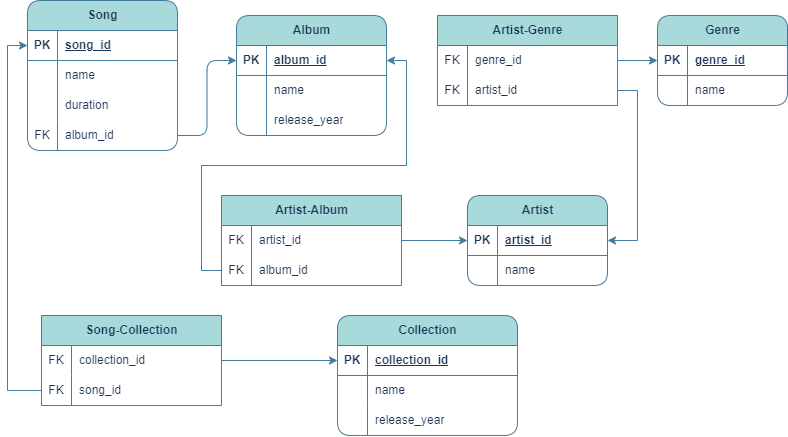 Song
PK song_id
name
duration
FK album_id
Album
PK album_id
name
release_year
Artist-Genre
FK genre_id
FK artist_id
Genre
PK genre_id
name
Artist-Album
FK artist_id
FK album_id
Artist
PK artist_id
name
Song-Collection
FK collection_id
FK song_id
Collection
PK collection_id
name
release_year